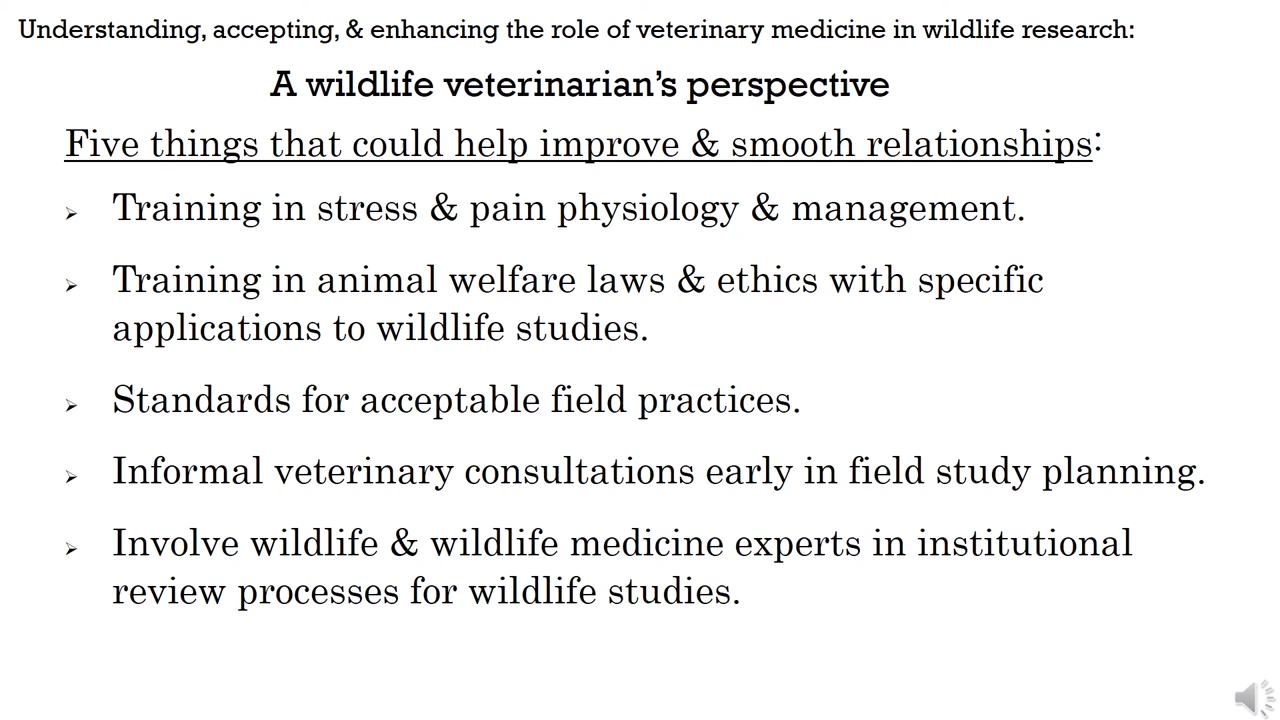 Understanding, accepting, & enhancing the role of veterinary medicine in wildlife research:
A wildlife veterinarian's perspective
Five things that could help improve & smooth relationships:
➢ Training in stress & pain physiology & management.
➢ Training in animal welfare laws & ethics with specific
applications to wildlife studies.
➢ Standards for acceptable field practices.
➢ Informal veterinary consultations early in field study planning.
➢ Involve wildlife & wildlife medicine experts in institutional
review processes for wildlife studies.